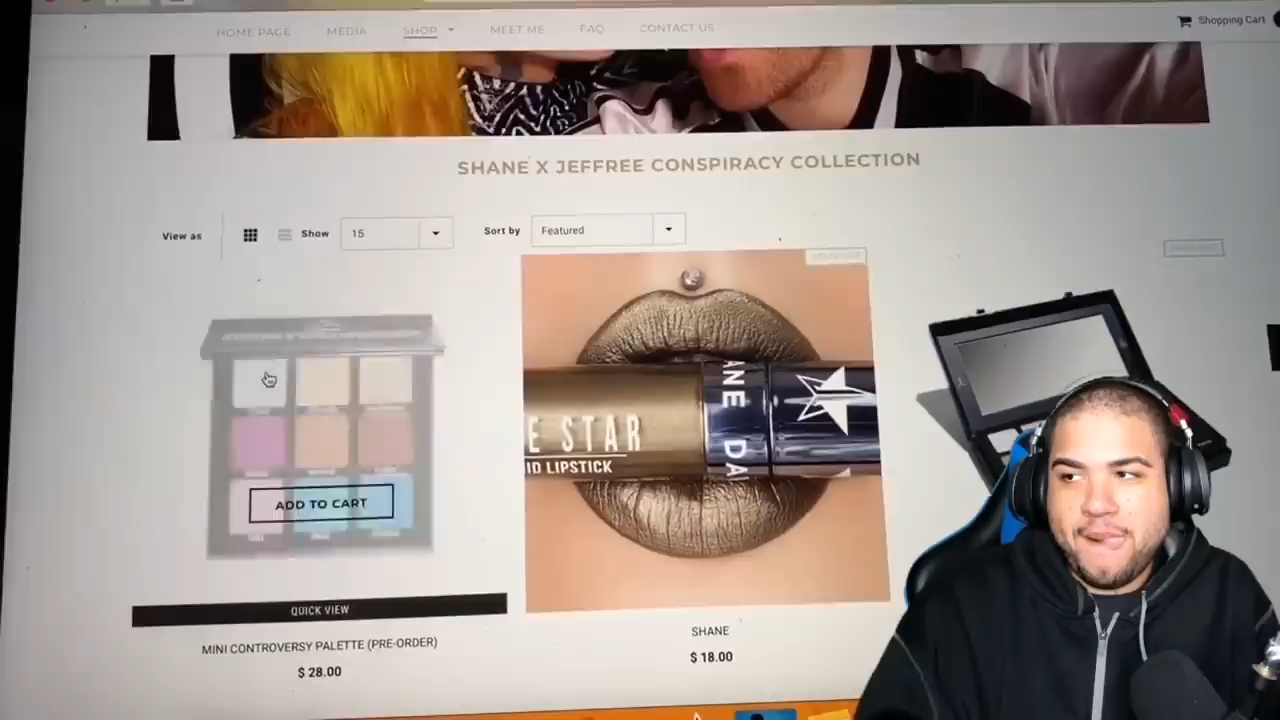 HOME PAGE
MEDIA
SHOP
MEET ME
FAQ
CONTACT US
Shopping Cart
SHANE X JEFFREE CONSPIRACY COLLECTION
View as
Show
15
Sort by
Featured
ANE DA
E STAR
ID LIPSTICK
ADD TO CART
QUICK VIEW
MINI CONTROVERSY PALETTE (PRE-ORDER)
$ 28.00
SHANE
$ 18.00